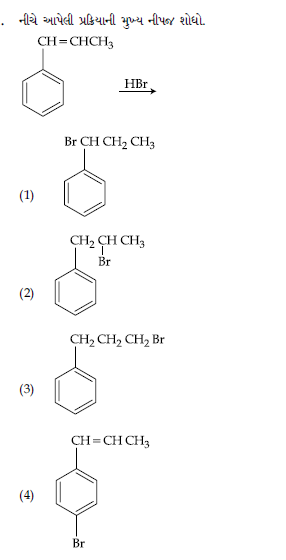 . નીચે આપેલી પ્રક્રિયાની મુખ્ય નીપજ શોધો.
CH=CHCH₃
HBr
Br CH CH₂ CH₃
(1)
CH₂ CH CH₃
Br
(2)
CH₂ CH₂ CH₂ Br
(3)
CH=CH CH₃
(4)
Br